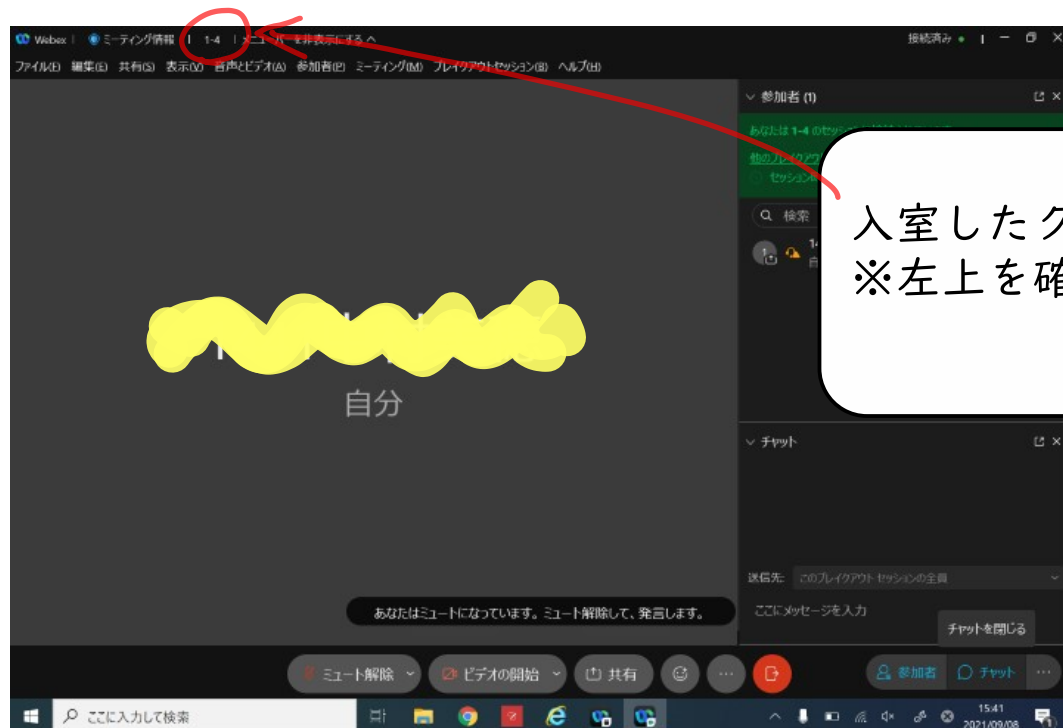 Webex ミーティング情報 1-4 メニューバーを非表示にする
接続済み
ファイル(F) 編集(E) 共有(S) 表示(V) 音声とビデオ(A) 参加者(P) ミーティング(M) ブレイクアウトセッション(B) ヘルプ(H)
参加者 (1)
あなたは 1-4 の
検索
入室したク
※左上を確
自分
チャット
送信先: このブレイクアウト セッションの全員
ここにメッセージを入力
チャットを閉じる
あなたはミュートになっています。ミュート解除して、発言します。
ミュート解除 ビデオの開始 共有
参加者 チャット
ここに入力して検索
15:41
2021/09/08